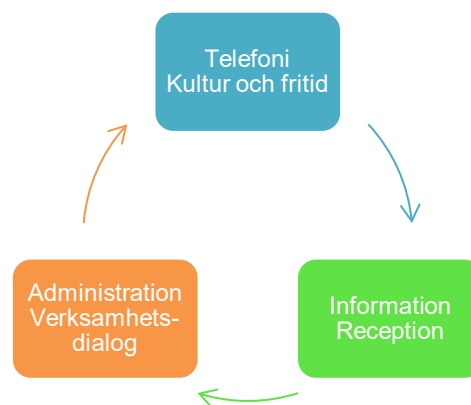 Telefoni
Kultur och fritid
Information
Reception
Administration
Verksamhets-
dialog